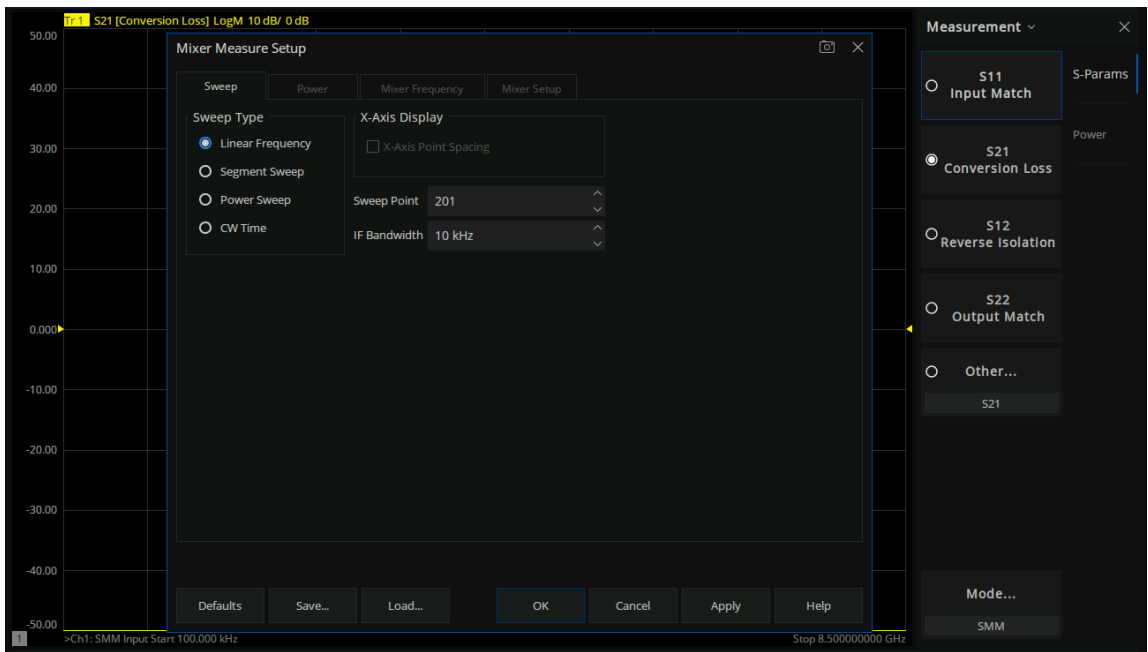 Tr 1 S21 [Conversion Loss] LogM 10 dB/ 0 dB
50.00
40.00
30.00
20.00
10.00
0.000
-10.00
-20.00
-30.00
-40.00
-50.00
Mixer Measure Setup
Sweep Power Mixer Frequency Mixer Setup
Sweep Type
Linear Frequency
Segment Sweep
Power Sweep
CW Time
X-Axis Display
X-Axis Point Spacing
Sweep Point 201
IF Bandwidth 10 kHz
Defaults Save... Load... OK Cancel Apply Help
1 >Ch1: SMM Input Start 100.000 kHz Stop 8.500000000 GHz
Measurement
S-Params
Power
S11
Input Match
S21
Conversion Loss
S12
Reverse Isolation
S22
Output Match
Other...
S21
Mode...
SMM